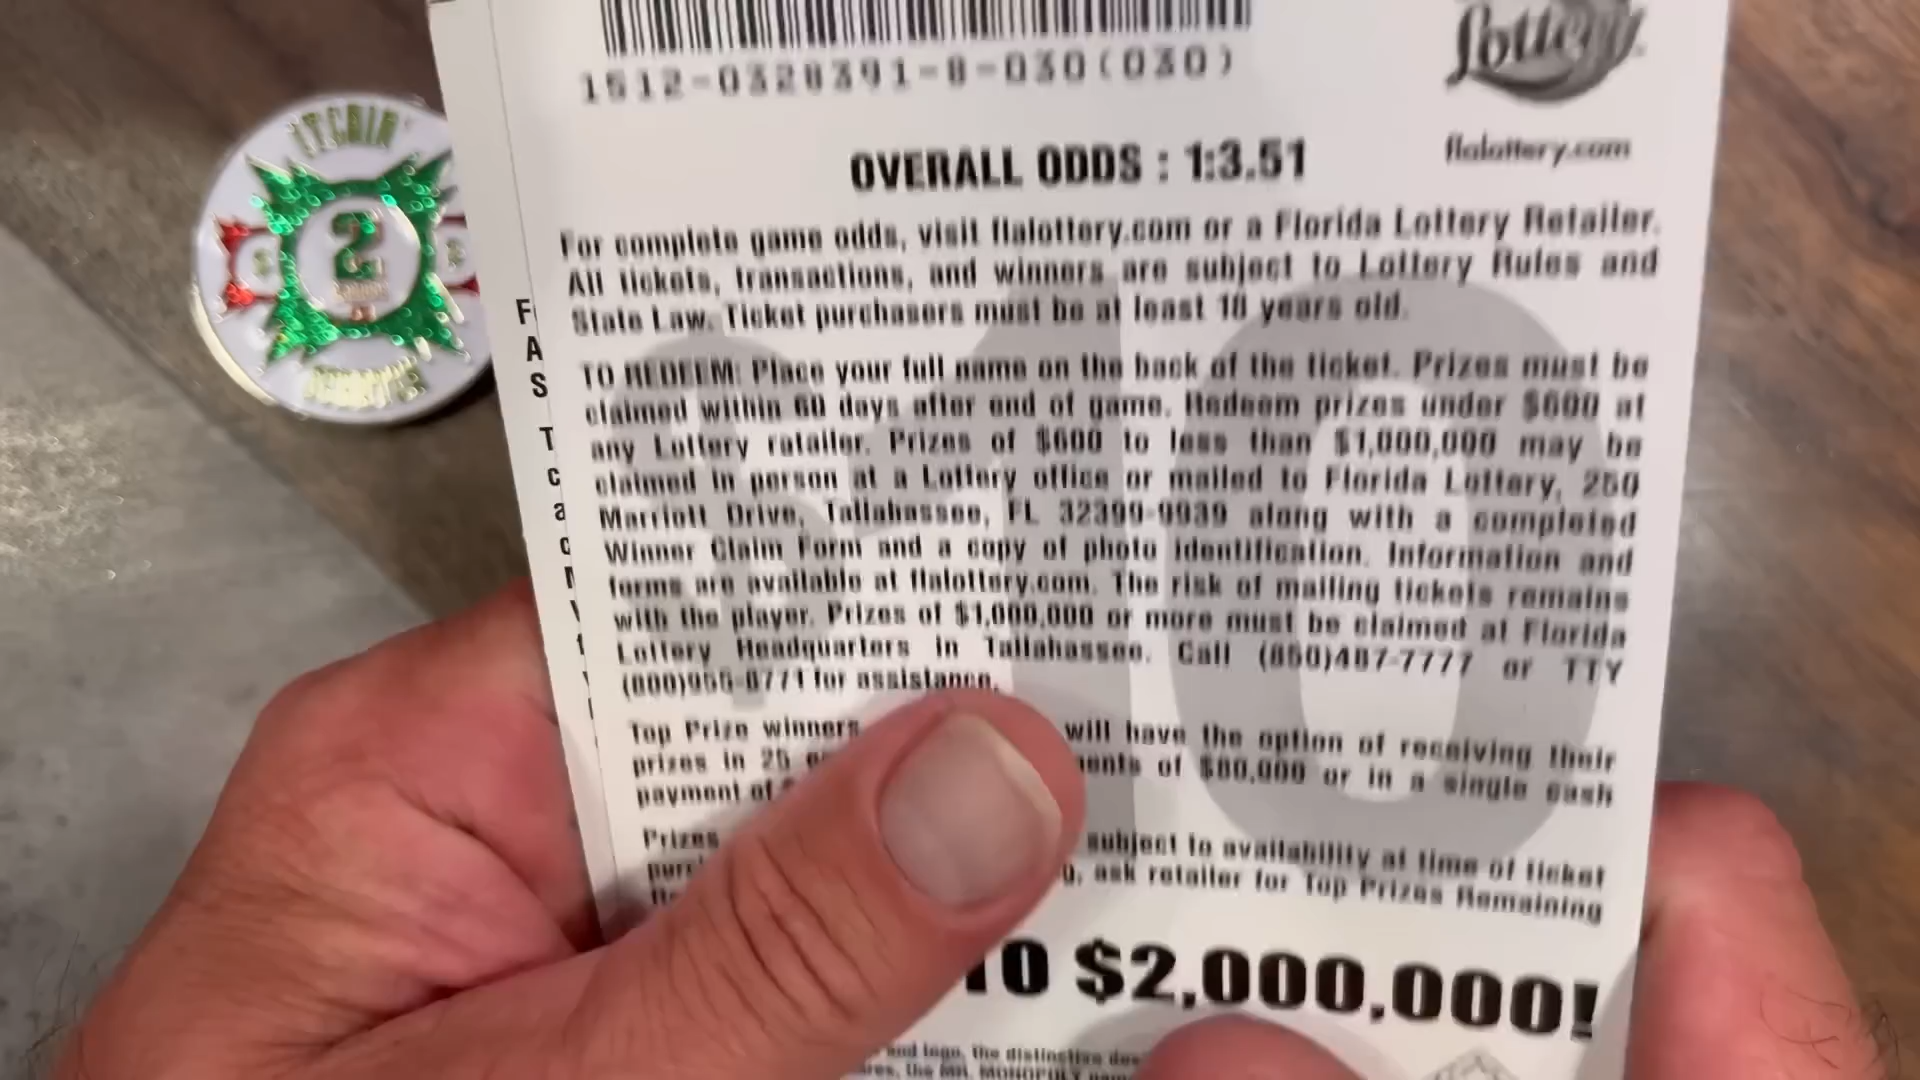 Lottery
1512-0328391-8-030(030)
flalottery.com
OVERALL ODDS : 1:3.51
For complete game odds, visit flalottery.com or a Florida Lottery Retailer.
All tickets, transactions, and winners are subject to Lottery Rules and
State Law. Ticket purchasers must be at least 18 years old.
TO REDEEM: Place your full name on the back of the ticket. Prizes must be
claimed within 60 days after end of game. Redeem prizes under $600 at
any Lottery retailer. Prizes of $600 to less than $1,000,000 may be
claimed in person at a Lottery office or mailed to Florida Lottery, 250
Marriott Drive, Tallahassee, FL 32399-9939 along with a completed
Winner Claim Form and a copy of photo identification. Information and
forms are available at flalottery.com. The risk of mailing tickets remains
with the player. Prizes of $1,000,000 or more must be claimed at Florida
Lottery Headquarters in Tallahassee. Call (850)487-7777 or TTY
(800)955-8771 for assistance.
Top Prize winners will have the option of receiving their
prizes in 25 of $80,000 or in a single cash
payment of
Prizes subject to availability at time of ticket
ask retailer for Top Prizes Remaining
TO $2,000,000!
and logo, the distinctive
the MR. MONOPOLY
10
2